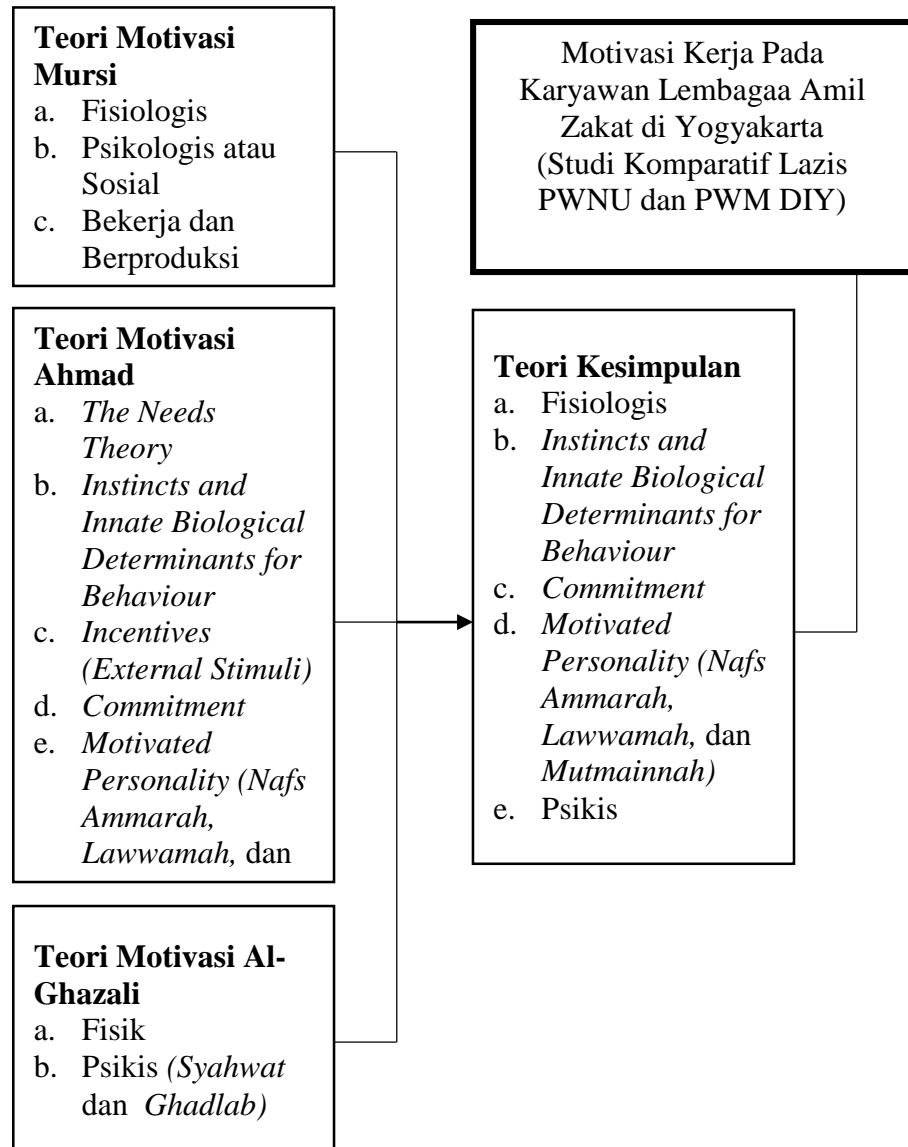 Teori Motivasi
Mursi
a. Fisiologis
b. Psikologis atau
Sosial
c. Bekerja dan
Berproduksi
Motivasi Kerja Pada
Karyawan Lembagaa Amil
Zakat di Yogyakarta
(Studi Komparatif Lazis
PWNU dan PWM DIY)
Teori Motivasi
Ahmad
a. The Needs
Theory
b. Instincts and
Innate Biological
Determinants for
Behaviour
c. Incentives
(External Stimuli)
d. Commitment
e. Motivated
Personality (Nafs
Ammarah,
Lawwamah, dan
Teori Kesimpulan
a. Fisiologis
b. Instincts and
Innate Biological
Determinants for
Behaviour
c. Commitment
d. Motivated
Personality (Nafs
Ammarah,
Lawwamah, dan
Mutmainnah)
e. Psikis
Teori Motivasi Al-
Ghazali
a. Fisik
b. Psikis (Syahwat
dan Ghadlab)